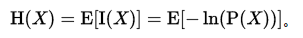 H(X) = E[I(X)] = E[− ln(P(X))]。